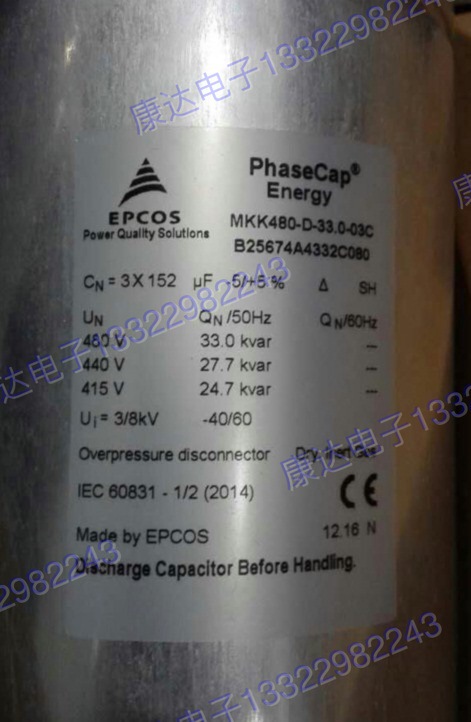 康达电子13322982243
PhaseCap®
Energy
EPCOS
Power Quality Solutions
MKK480-D-33.0-03C
B25674A4332C080
CN = 3X152 µF -5/+5% Δ SH
UN QN/50Hz QN/60Hz
480 V 33.0 kvar ---
440 V 27.7 kvar ---
415 V 24.7 kvar ---
康达电子13322982243
Ui = 3/8kV -40/60
Overpressure disconnector Dry, Inert Gas
康达电子13322982243
IEC 60831 - 1/2 (2014) CE
Made by EPCOS 12.16 N
Discharge Capacitor Before Handling.
22982243
电子13322982243